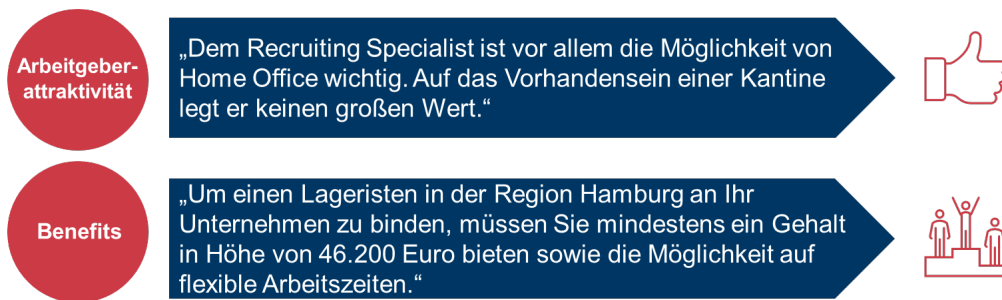 Arbeitgeber-
attraktivität
„Dem Recruiting Specialist ist vor allem die Möglichkeit von
Home Office wichtig. Auf das Vorhandensein einer Kantine
legt er keinen großen Wert.“
Benefits
„Um einen Lageristen in der Region Hamburg an Ihr
Unternehmen zu binden, müssen Sie mindestens ein Gehalt
in Höhe von 46.200 Euro bieten sowie die Möglichkeit auf
flexible Arbeitszeiten.“